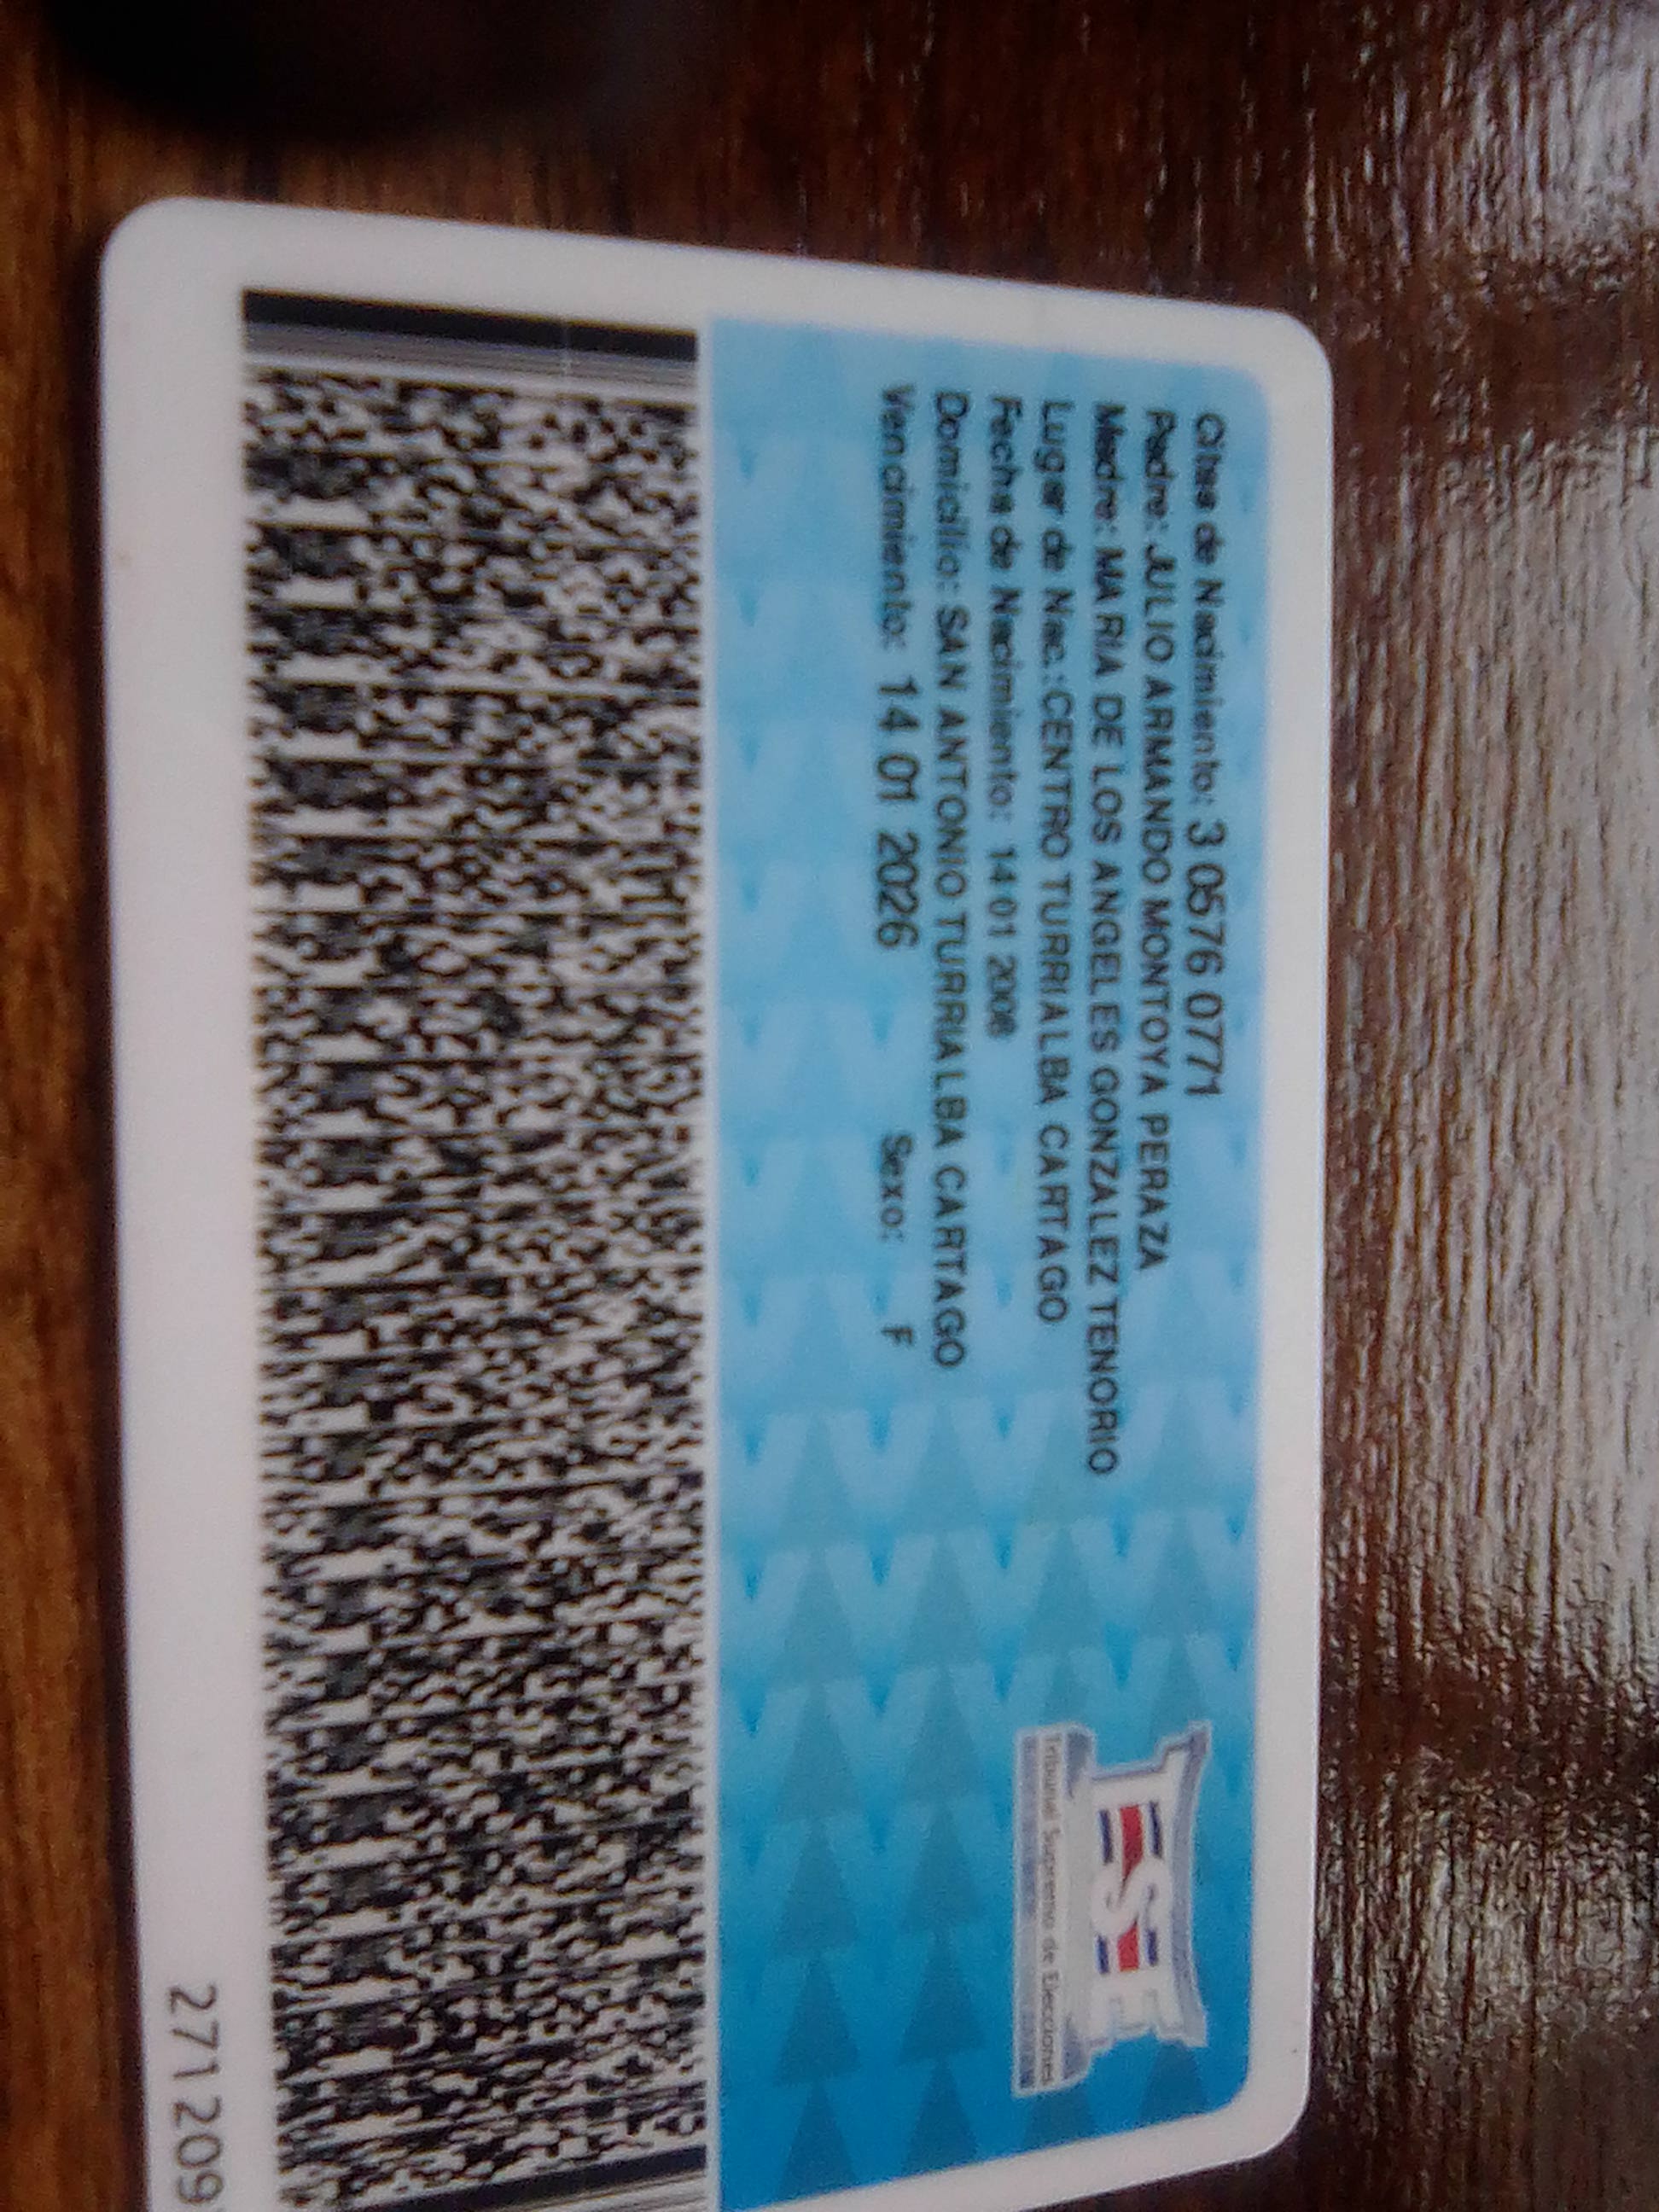 Citas de Nacimiento: 3 0576 0771
Padre: JULIO ARMANDO MONTOYA PERAZA
Madre: MARIA DE LOS ANGELES GONZALEZ TENORIO
Lugar de Nac.: CENTRO TURRIALBA CARTAGO
Fecha de Nacimiento: 14 01 2008
Domicilio: SAN ANTONIO TURRIALBA CARTAGO
Vencimiento: 14 01 2026 Sexo: F
TSE
Tribunal Supremo de Elecciones
271209